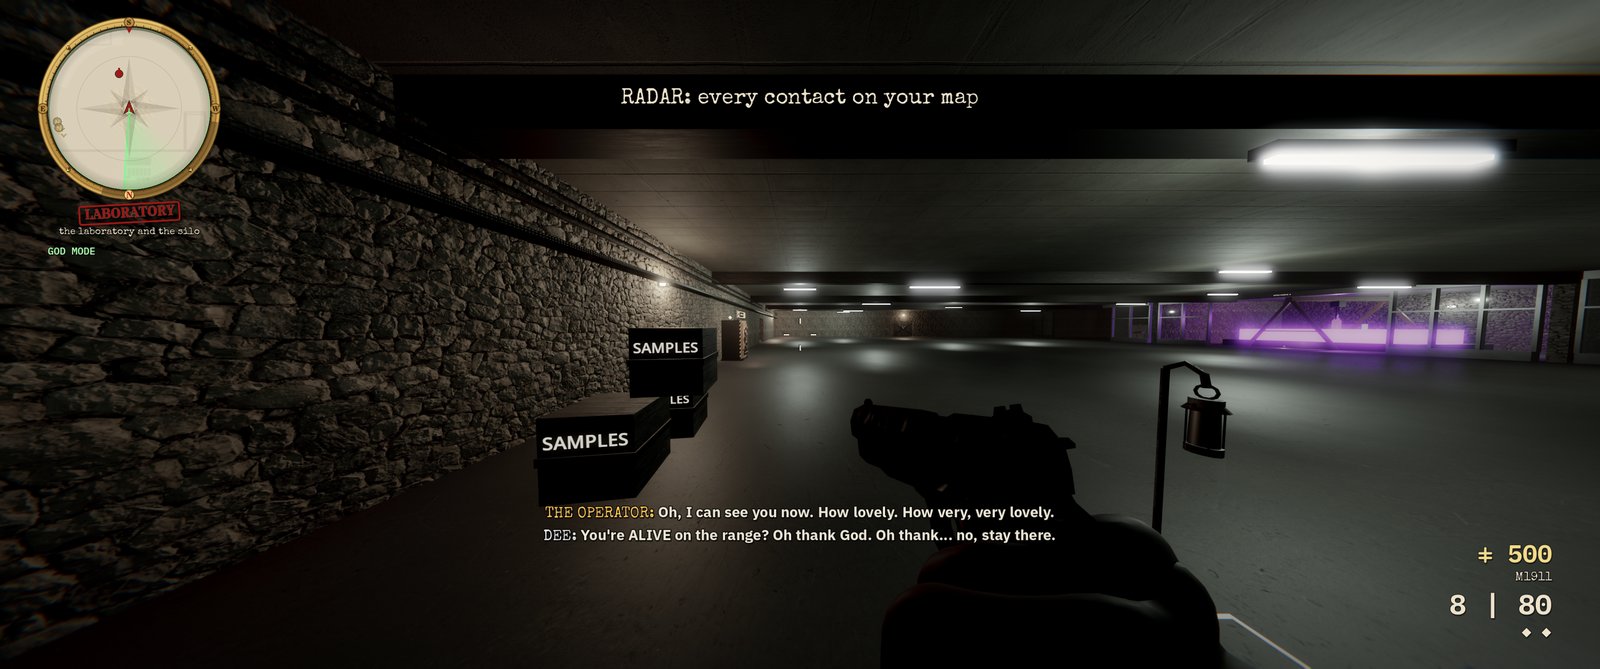 RADAR: every contact on your map
S
E
W
N
LABORATORY
the laboratory and the silo
GOD MODE
SAMPLES
LES
SAMPLES
THE OPERATOR: Oh, I can see you now. How lovely. How very, very lovely.
DEE: You're ALIVE on the range? Oh thank God. Oh thank... no, stay there.
500
M1911
8 | 80